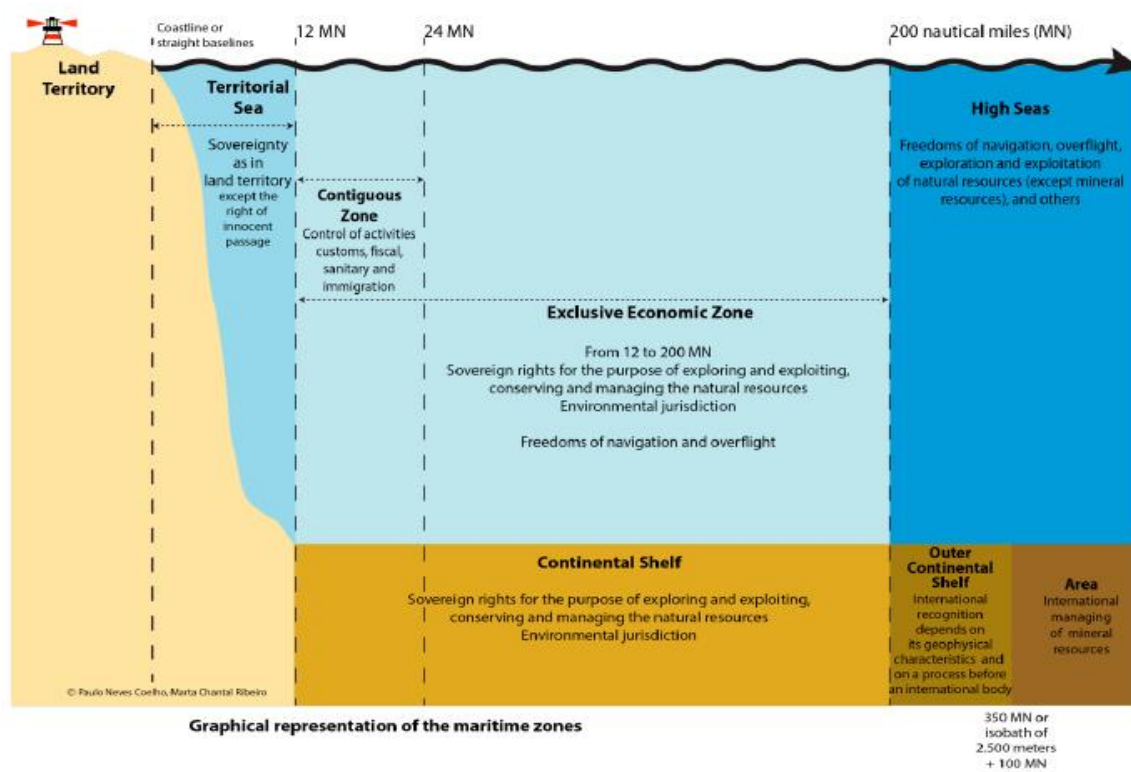 Coastline or
straight baselines
12 MN
24 MN
200 nautical miles (MN)
Land
Territory
Territorial
Sea
Sovereignty
as in
land territory
except the
right of
innocent
passage
Contiguous
Zone
Control of activities
customs, fiscal,
sanitary and
immigration
High Seas
Freedoms of navigation, overflight,
exploration and exploitation
of natural resources (except mineral
resources), and others
Exclusive Economic Zone
From 12 to 200 MN
Sovereign rights for the purpose of exploring and exploiting,
conserving and managing the natural resources
Environmental jurisdiction
Freedoms of navigation and overflight
Continental Shelf
Sovereign rights for the purpose of exploring and exploiting,
conserving and managing the natural resources
Environmental jurisdiction
Outer
Continental
Shelf
International
recognition
depends on
its geophysical
characteristics and
on a process before
an international body
Area
International
managing
of mineral
resources
© Paulo Neves Coelho, Marta Chantal Ribeiro
Graphical representation of the maritime zones
350 MN or
isobath of
2.500 meters
+ 100 MN